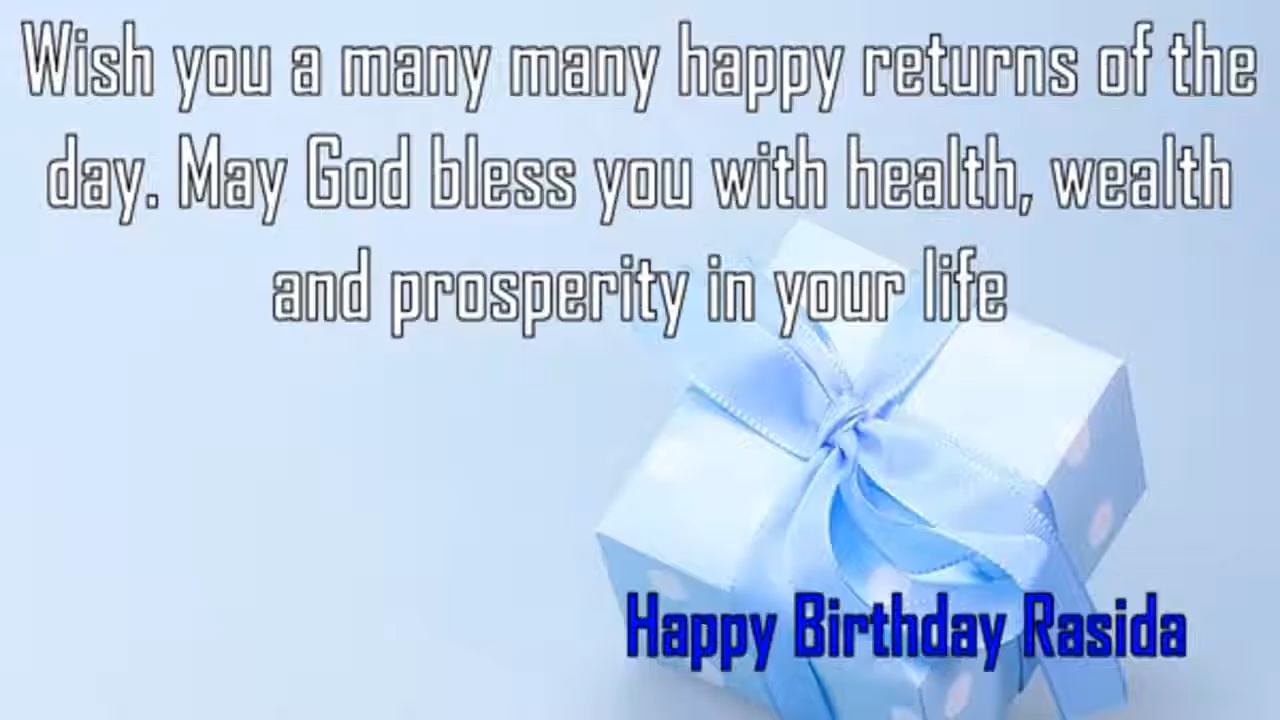 Wish you a many many happy returns of the
day. May God bless you with health, wealth
and prosperity in your life
Happy Birthday Rasida